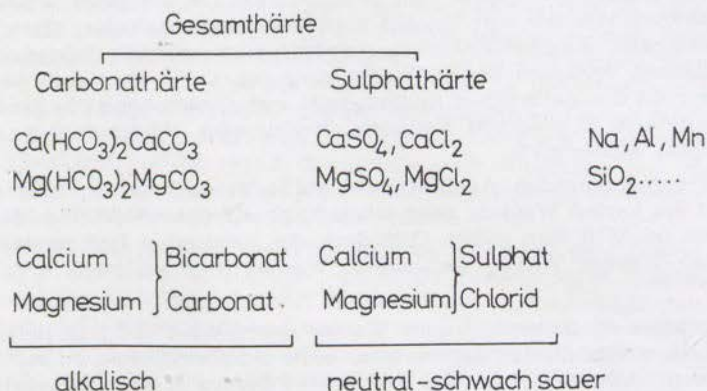 Gesamthärte
Carbonathärte Sulphathärte
Ca(HCO₃)₂CaCO₃ CaSO₄, CaCl₂ Na, Al, Mn
Mg(HCO₃)₂MgCO₃ MgSO₄, MgCl₂ SiO₂.....
Calcium Bicarbonat Calcium Sulphat
Magnesium Carbonat. Magnesium Chlorid
alkalisch neutral-schwach sauer